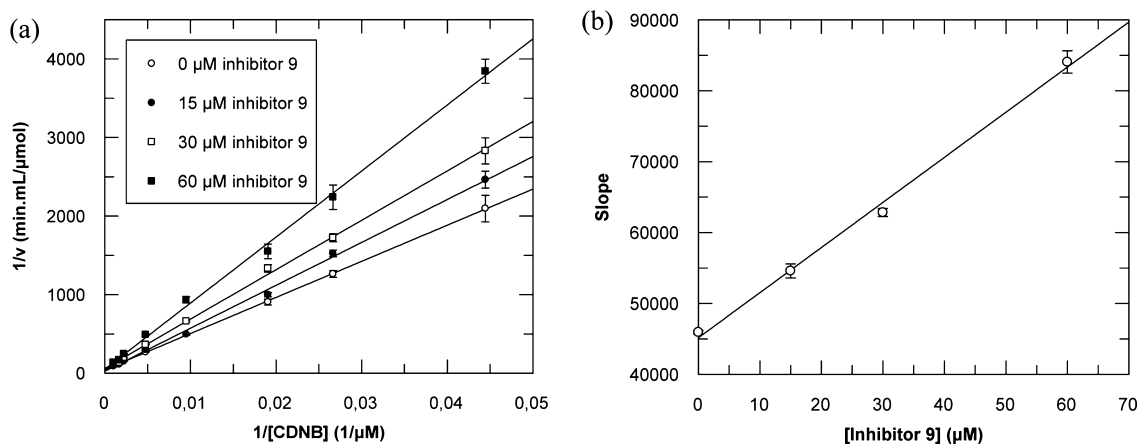 (a)
0 µM inhibitor 9
15 µM inhibitor 9
30 µM inhibitor 9
60 µM inhibitor 9
4000
3000
2000
1000
0
1/v (min.mL/µmol)
0 0,01 0,02 0,03 0,04 0,05
1/[CDNB] (1/µM)
(b)
90000
80000
70000
60000
50000
40000
Slope
0 10 20 30 40 50 60 70
[Inhibitor 9] (µM)